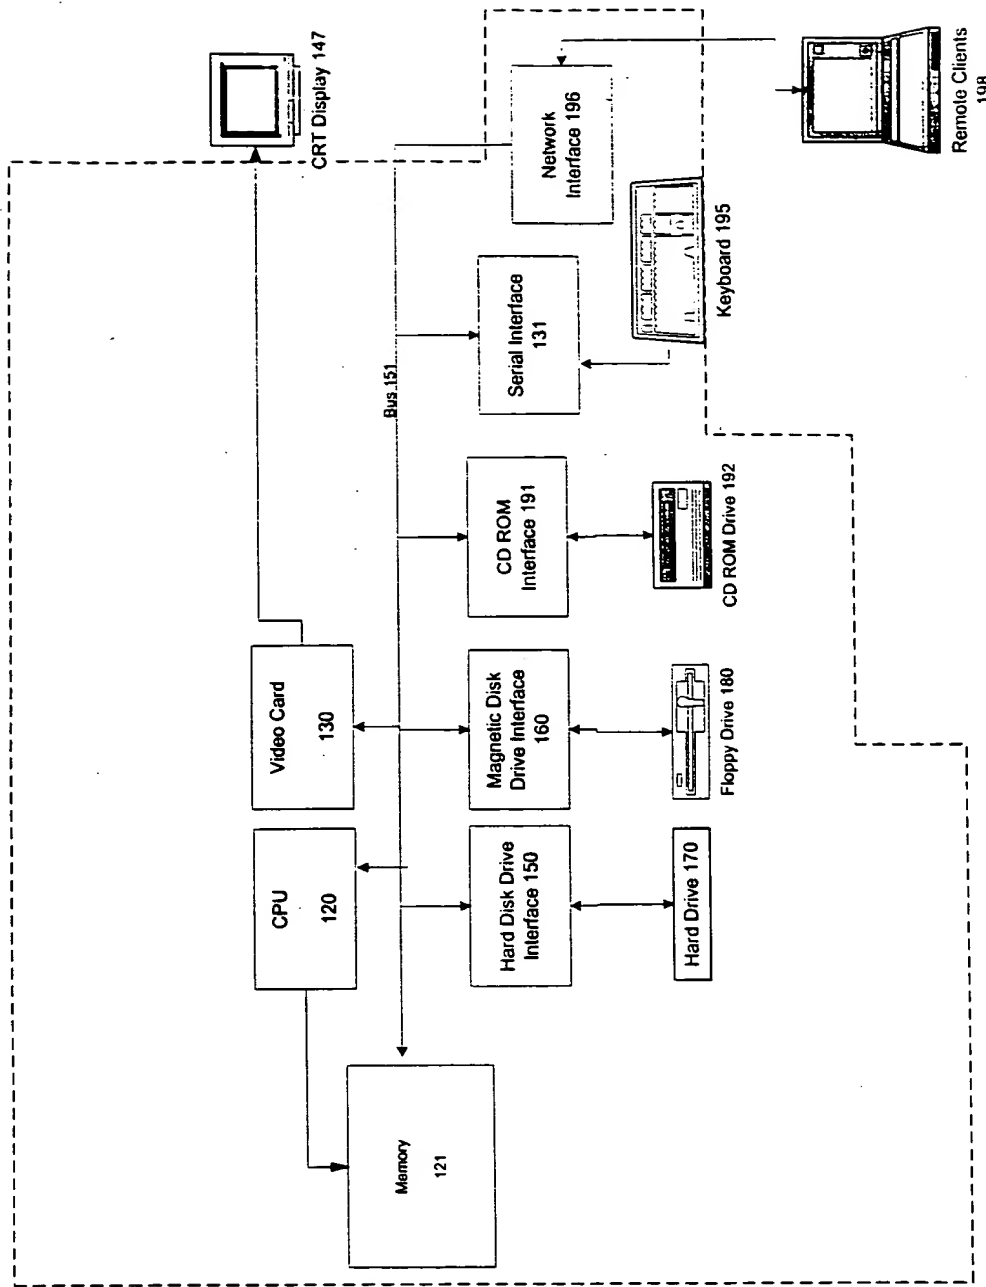 Memory
121
CPU
120
Video Card
130
CRT Display 147
Bus 151
Hard Disk Drive
Interface 150
Magnetic Disk
Drive Interface
160
CD ROM
Interface 191
Serial Interface
131
Network
Interface 196
Hard Drive 170
Floppy Drive 180
CD ROM Drive 192
Keyboard 195
Remote Clients
198